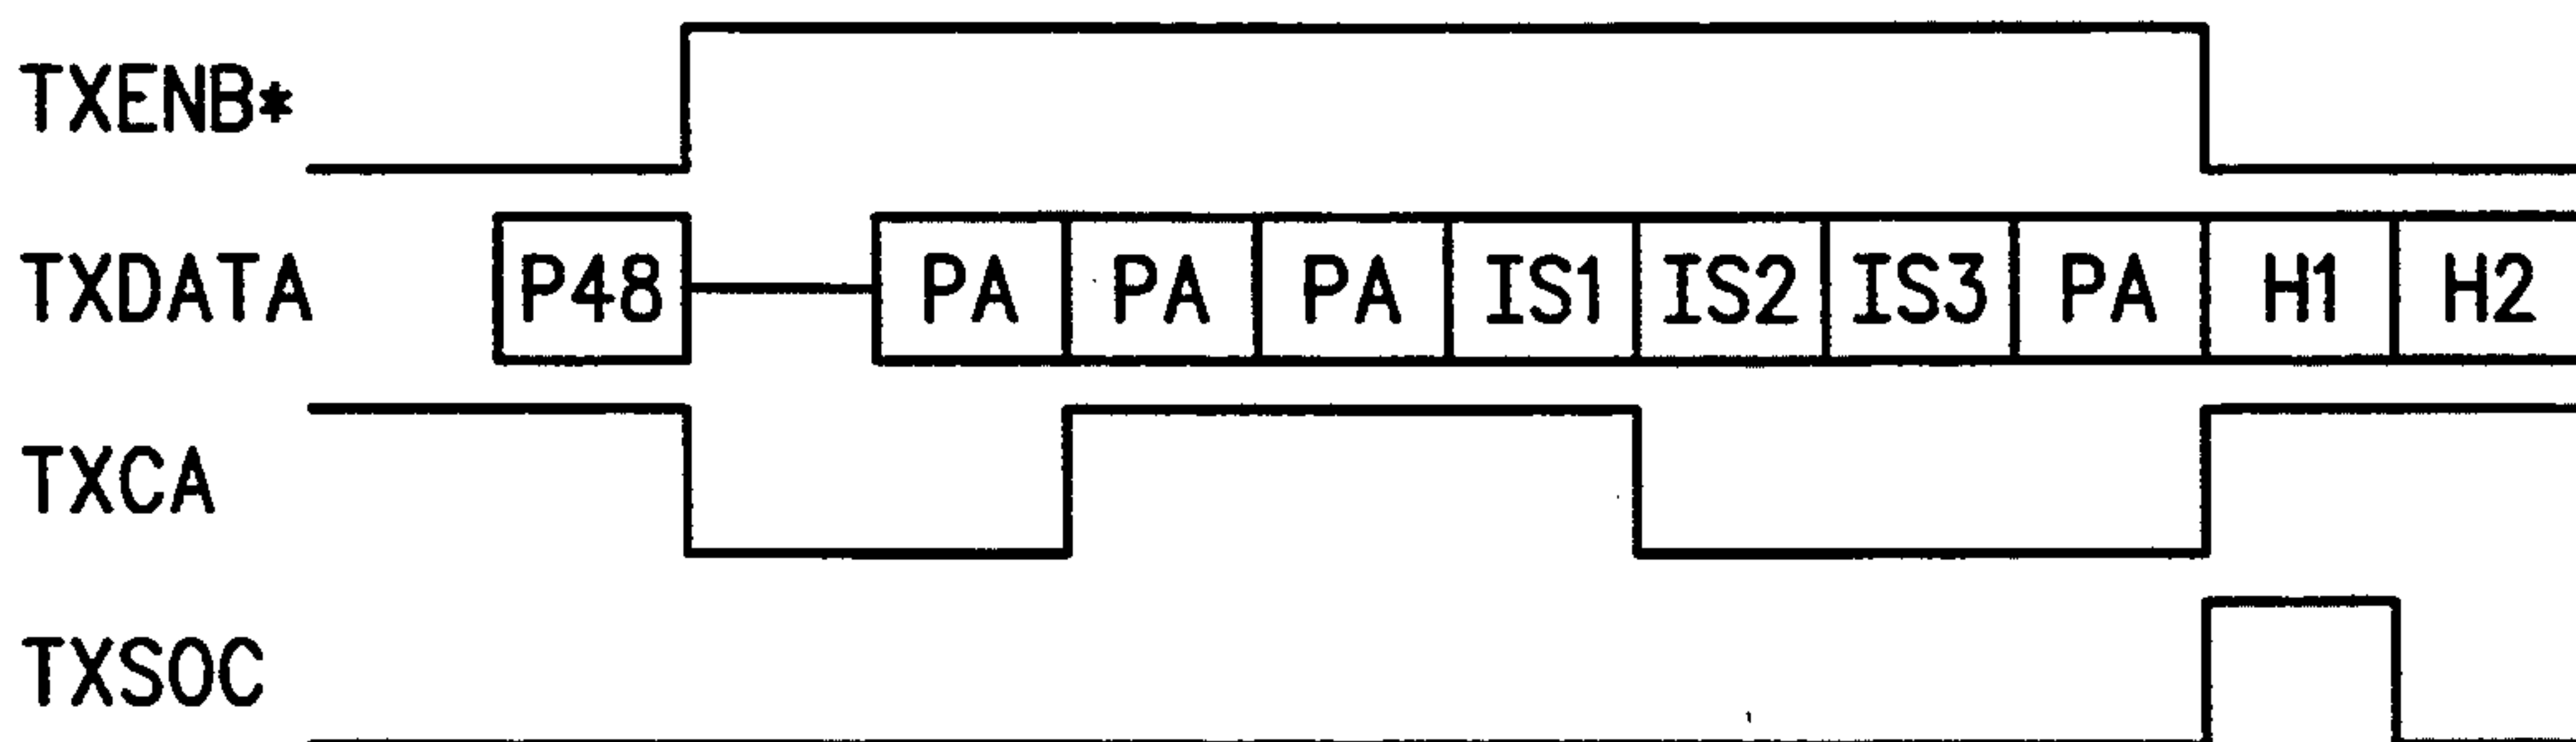 TXENB*
TXDATA P48 PA PA PA IS1 IS2 IS3 PA H1 H2
TXCA
TXSOC